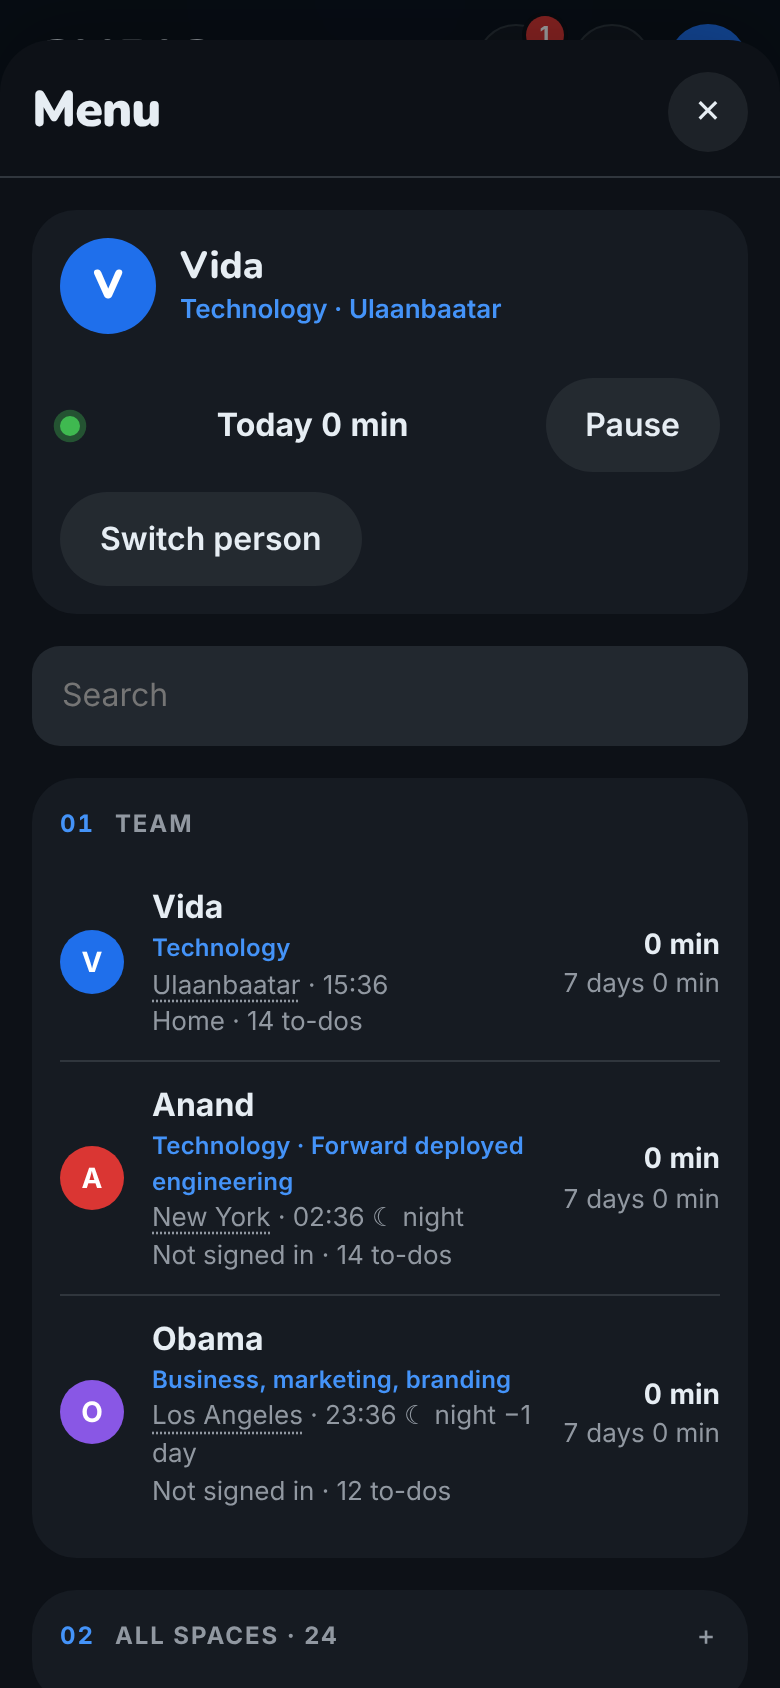 1
Menu
×
V
Vida
Technology · Ulaanbaatar
Today 0 min
Pause
Switch person
Search
01 TEAM
V
Vida
Technology
Ulaanbaatar · 15:36
Home · 14 to-dos
0 min
7 days 0 min
A
Anand
Technology · Forward deployed
engineering
New York · 02:36 ☾ night
Not signed in · 14 to-dos
0 min
7 days 0 min
O
Obama
Business, marketing, branding
Los Angeles · 23:36 ☾ night −1
day
Not signed in · 12 to-dos
0 min
7 days 0 min
02 ALL SPACES · 24
+